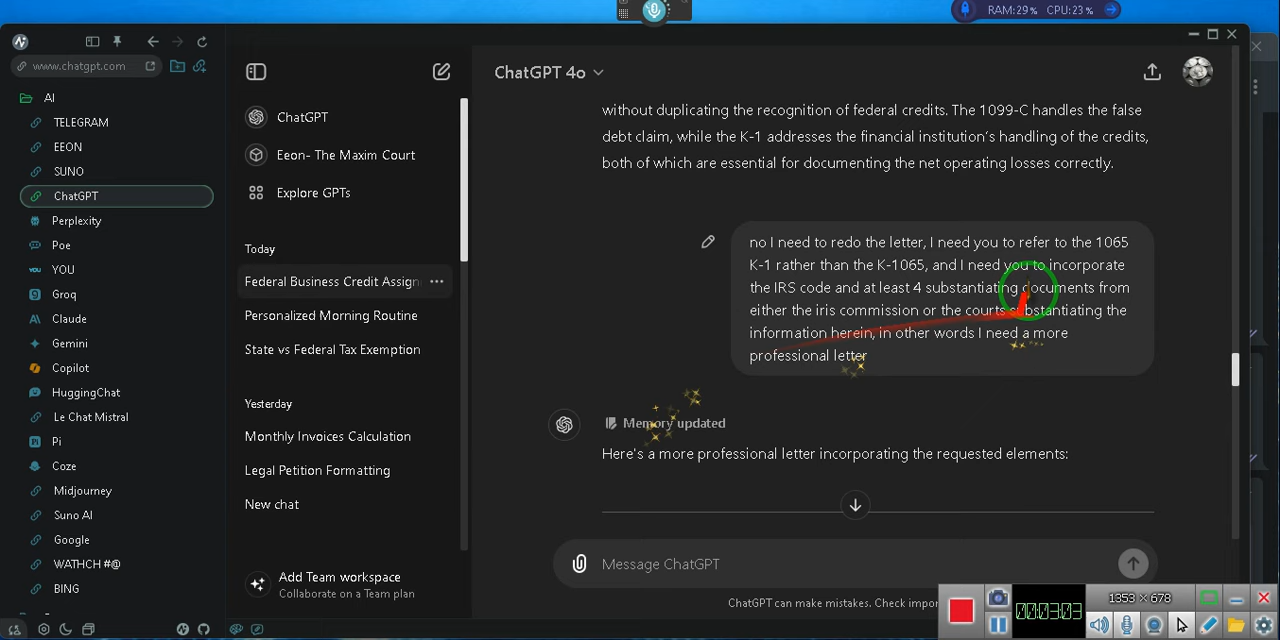 RAM:29% CPU:23%
www.chatgpt.com
AI
TELEGRAM
EEON
SUNO
ChatGPT
Perplexity
Poe
YOU
YOU
Groq
Claude
Gemini
Copilot
HuggingChat
Le Chat Mistral
Pi
Pi
Coze
Midjourney
Suno AI
Google
WATHCH #@
BING
ChatGPT
Eeon- The Maxim Court
Explore GPTs
Today
Federal Business Credit Assign
Personalized Morning Routine
State vs Federal Tax Exemption
Yesterday
Monthly Invoices Calculation
Legal Petition Formatting
New chat
Add Team workspace
Collaborate on a Team plan
ChatGPT 4o
without duplicating the recognition of federal credits. The 1099-C handles the false
debt claim, while the K-1 addresses the financial institution's handling of the credits,
both of which are essential for documenting the net operating losses correctly.
no I need to redo the letter, I need you to refer to the 1065
K-1 rather than the K-1065, and I need you to incorporate
the IRS code and at least 4 substantiating documents from
either the iris commission or the courts substantiating the
information herein, in other words I need a more
professional letter
Memory updated
Here's a more professional letter incorporating the requested elements:
Message ChatGPT
ChatGPT can make mistakes. Check impor
00:03:03
1353 × 678